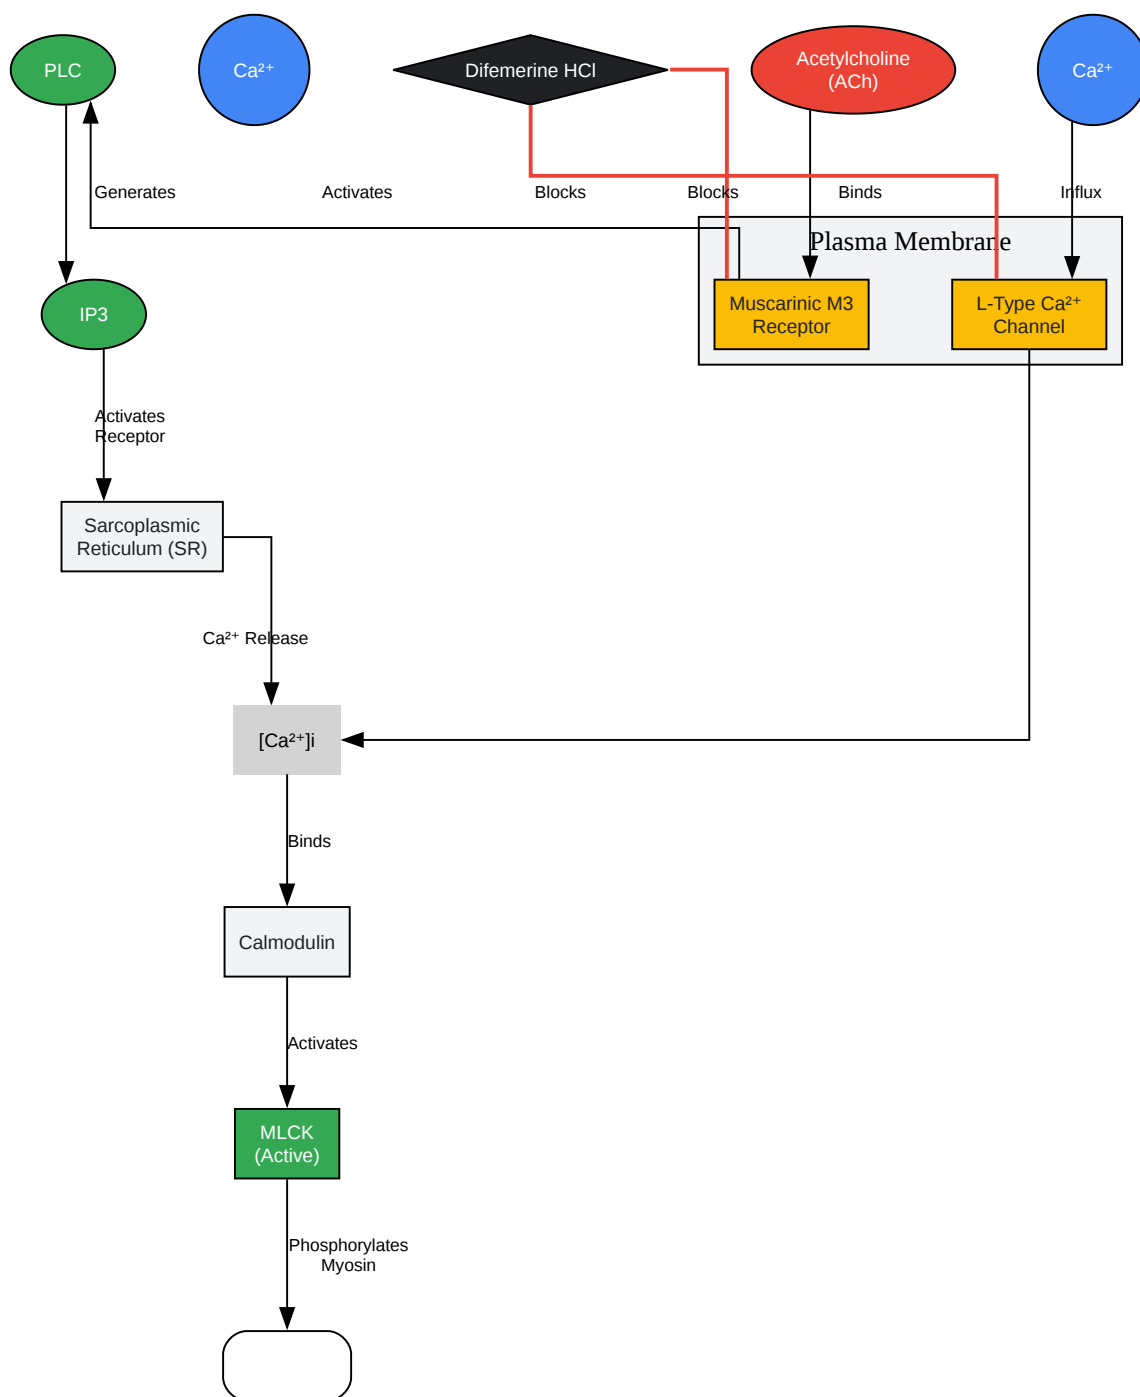 PLC
Ca²⁺
Difemerine HCl
Acetylcholine
(ACh)
Ca²⁺
Generates
Activates
Blocks
Blocks
Binds
Influx
Plasma Membrane
IP3
Muscarinic M3
Receptor
L-Type Ca²⁺
Channel
Activates
Receptor
Sarcoplasmic
Reticulum (SR)
Ca²⁺ Release
[Ca²⁺]i
Binds
Calmodulin
Activates
MLCK
(Active)
Phosphorylates
Myosin